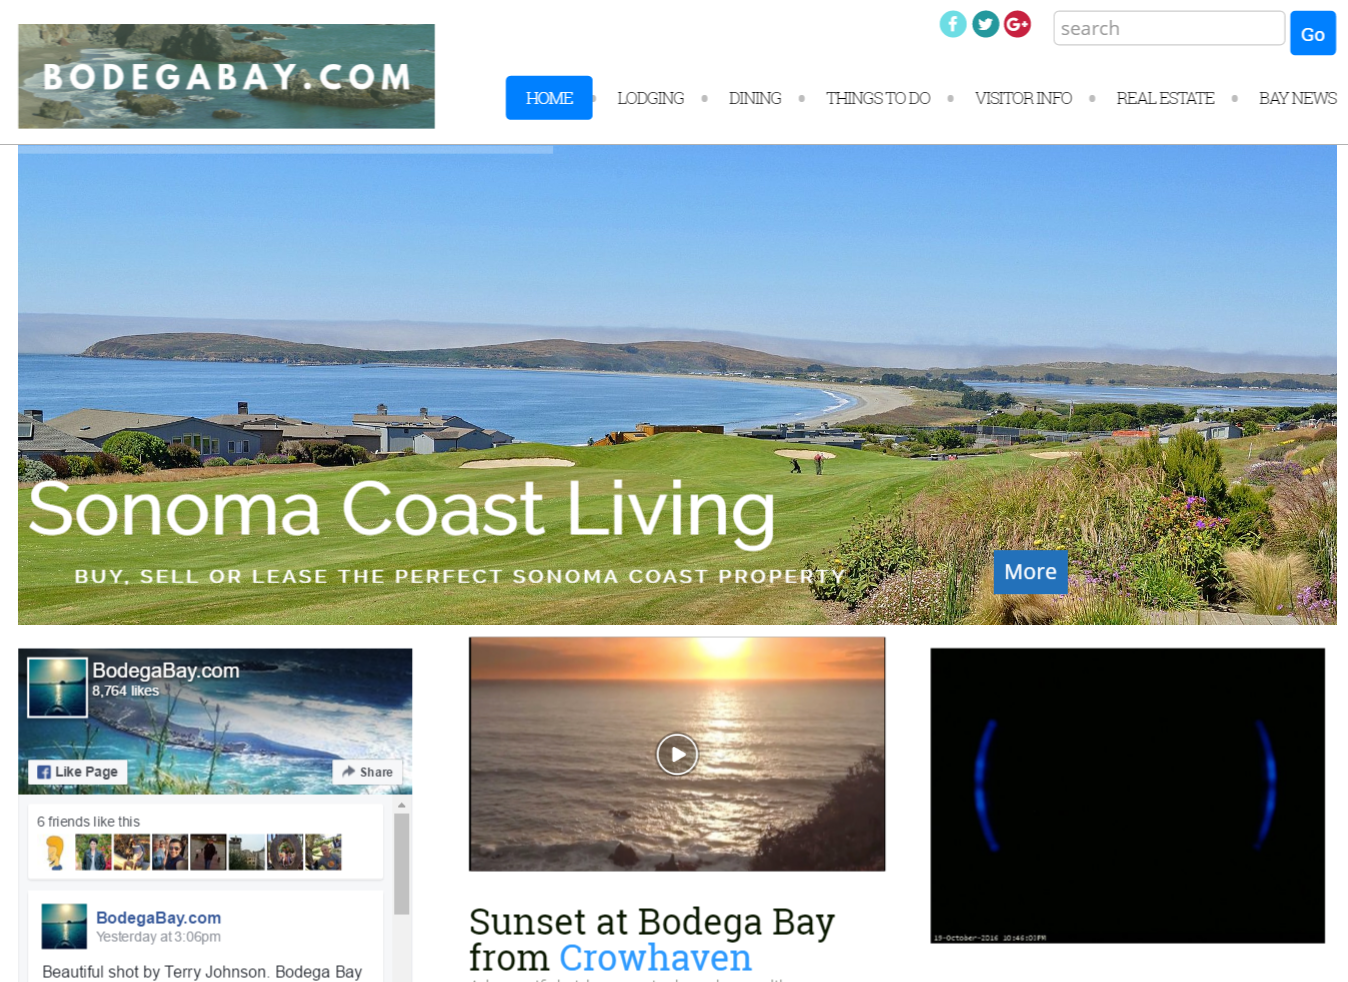 BODEGABAY.COM
search
Go
HOME
LODGING
DINING
THINGS TO DO
VISITOR INFO
REAL ESTATE
BAY NEWS
Sonoma Coast Living
BUY, SELL OR LEASE THE PERFECT SONOMA COAST PROPERTY
More
BodegaBay.com
8,764 likes
Like Page
Share
6 friends like this
BodegaBay.com
Yesterday at 3:06pm
Beautiful shot by Terry Johnson. Bodega Bay
Sunset at Bodega Bay
from Crowhaven
19-October-2016 10:46:03PM